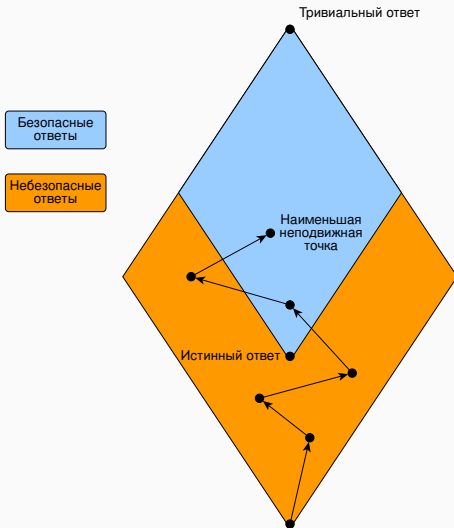 Тривиальный ответ
Безопасные
ответы
Небезопасные
ответы
Наименьшая
неподвижная
точка
Истинный ответ